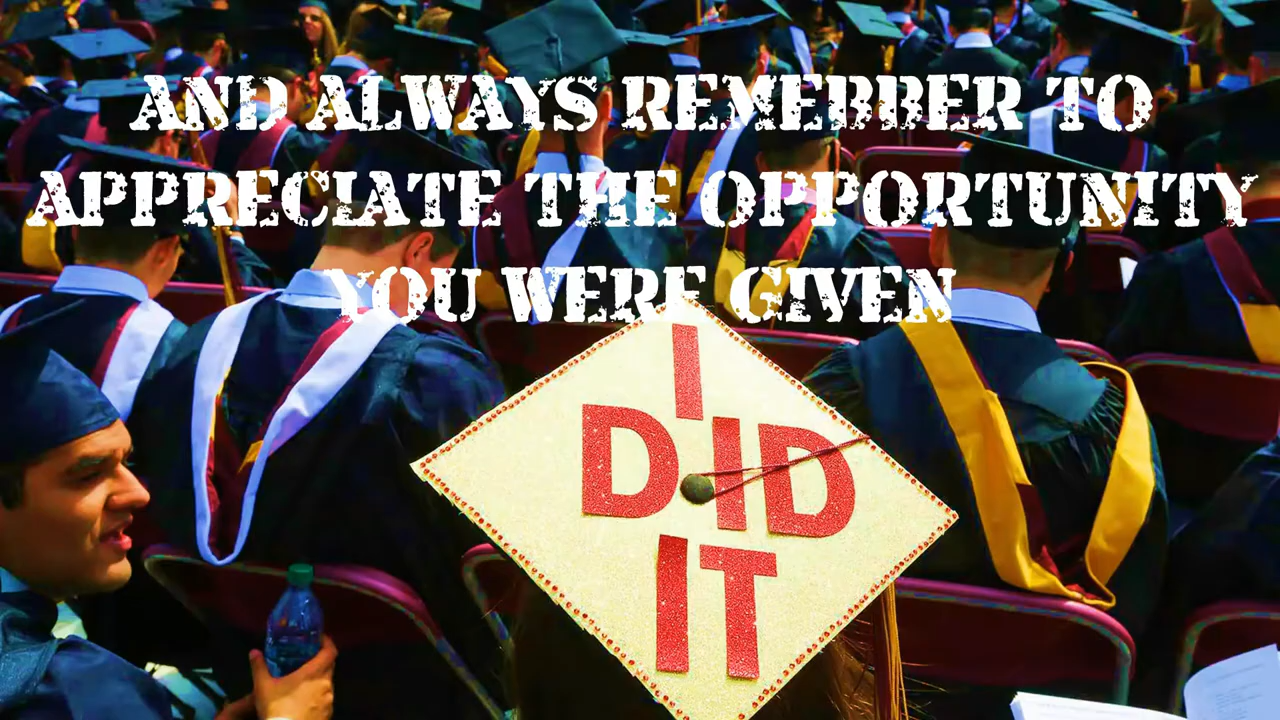 AND ALWAYS REMEBBER TO
APPRECIATE THE OPPORTUNITY
YOU WERE GIVEN
I
DID
IT